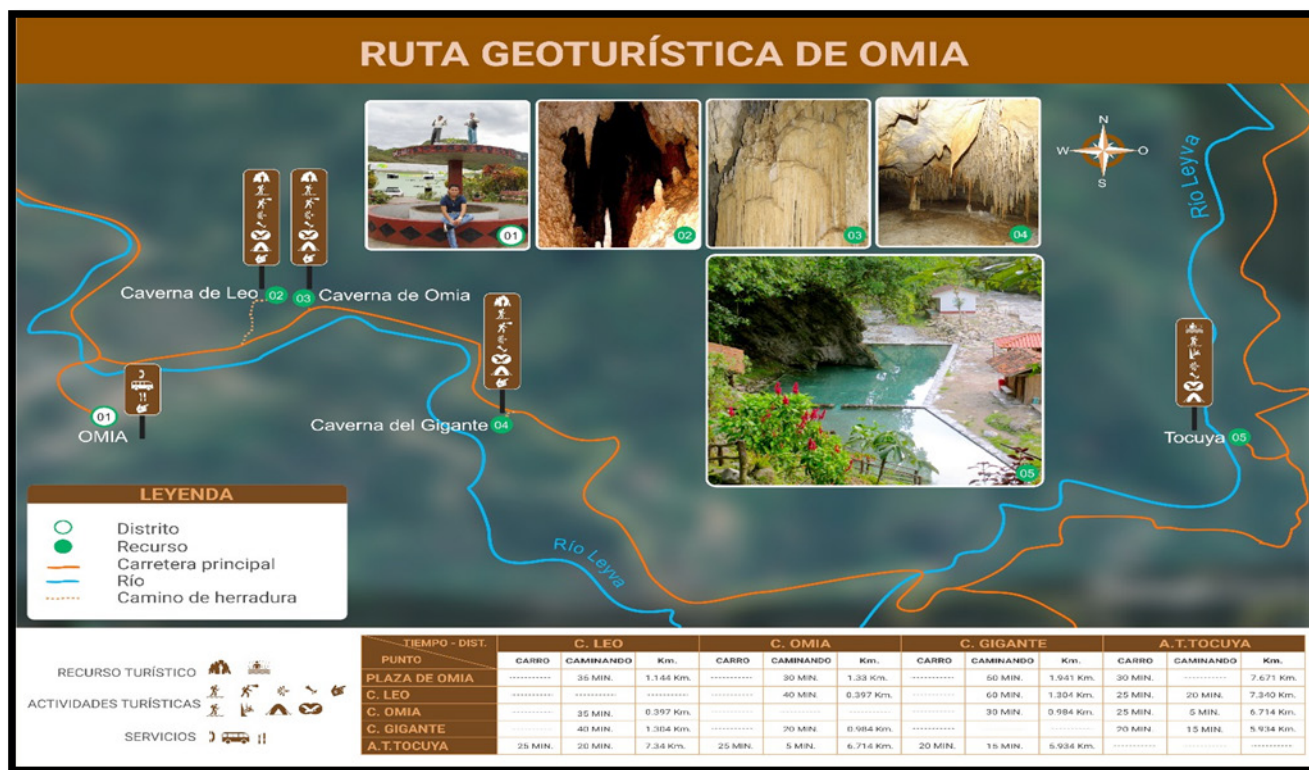 RUTA GEOTURÍSTICA DE OMIA
N
W O
S
Río Leyva
01
02
03
04
05
Caverna de Leo 02
03 Caverna de Omia
01
OMIA
Caverna del Gigante 04
Tocuya 05
Río Leyva
LEYENDA
Distrito
Recurso
Carretera principal
Río
Camino de herradura
RECURSO TURÍSTICO
ACTIVIDADES TURÍSTICAS
SERVICIOS
TIEMPO - DIST. C. LEO C. OMIA C. GIGANTE A.T.TOCUYA
PUNTO CARRO CAMINANDO Km. CARRO CAMINANDO Km. CARRO CAMINANDO Km. CARRO CAMINANDO Km.
PLAZA DE OMIA ---------- 35 MIN. 1.144 Km. ---------- 30 MIN. 1.33 Km. ---------- 50 MIN. 1.941 Km. 30 MIN. ---------- 7.671 Km.
C. LEO ---------- ---------- ---------- ---------- 40 MIN. 0.397 Km. ---------- 60 MIN. 1.304 Km. 25 MIN. 20 MIN. 7.340 Km.
C. OMIA ---------- 35 MIN. 0.397 Km. ---------- ---------- ---------- ---------- 30 MIN. 0.984 Km. 25 MIN. 5 MIN. 6.714 Km.
C. GIGANTE ---------- 40 MIN. 1.304 Km. ---------- 20 MIN. 0.984 Km. ---------- ---------- 20 MIN. 15 MIN. 5.934 Km.
A.T.TOCUYA 25 MIN. 20 MIN. 7.34 Km. 25 MIN. 5 MIN. 6.714 Km. 20 MIN. 15 MIN. 5.934 Km. ---------- ---------- ----------